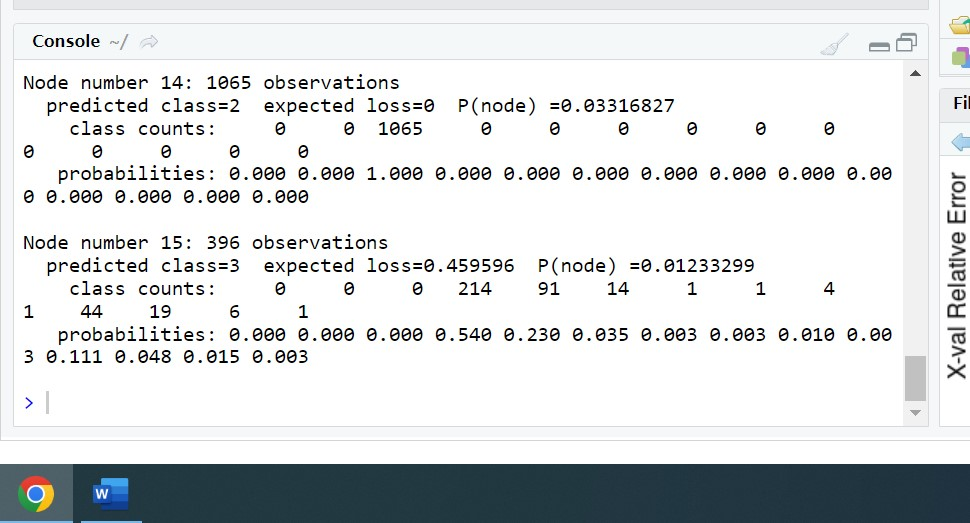 Console ~/
Node number 14: 1065 observations
  predicted class=2  expected loss=0  P(node) =0.03316827
    class counts:     0     0  1065     0     0     0     0     0     0
0     0     0     0     0
   probabilities: 0.000 0.000 1.000 0.000 0.000 0.000 0.000 0.000 0.000 0.00
0 0.000 0.000 0.000 0.000
Node number 15: 396 observations
  predicted class=3  expected loss=0.459596  P(node) =0.01233299
    class counts:     0     0     0   214    91    14     1     1     4
1    44    19     6     1
   probabilities: 0.000 0.000 0.000 0.540 0.230 0.035 0.003 0.003 0.010 0.00
3 0.111 0.048 0.015 0.003
>
Fi
X-val Relative Error
W